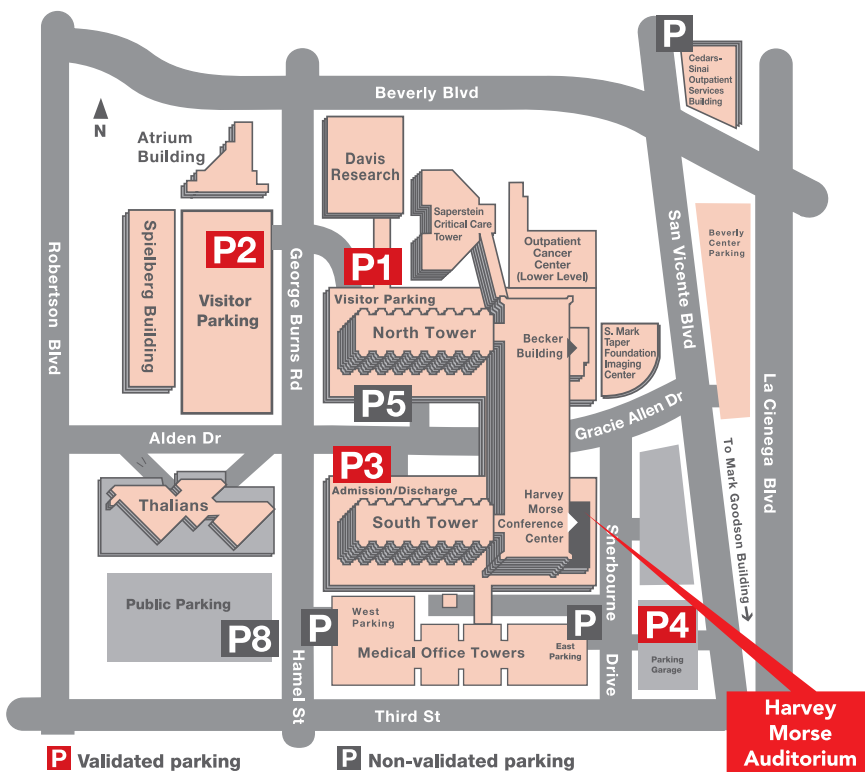 P
Cedars-
Sinai
Outpatient
Services
Building
Beverly Blvd
N
Atrium
Building
Davis
Research
Saperstein
Critical Care
Tower
Outpatient
Cancer
Center
(Lower Level)
San Vicente Blvd
Beverly
Center
Parking
Robertson Blvd
Spielberg Building
P2
Visitor
Parking
George Burns Rd
P1
Visitor Parking
North Tower
Becker
Building
S. Mark
Taper
Foundation
Imaging
Center
La Cienega Blvd
P5
Gracie Allen Dr
Alden Dr
P3
Admission/Discharge
South Tower
Harvey
Morse
Conference
Center
Thalians
To Mark Goodson Building
Sherbourne Drive
Public Parking
P8
P
West
Parking
Medical Office Towers
P
East
Parking
P4
Parking
Garage
Hamel St
Third St
Harvey
Morse
Auditorium
P Validated parking
P Non-validated parking